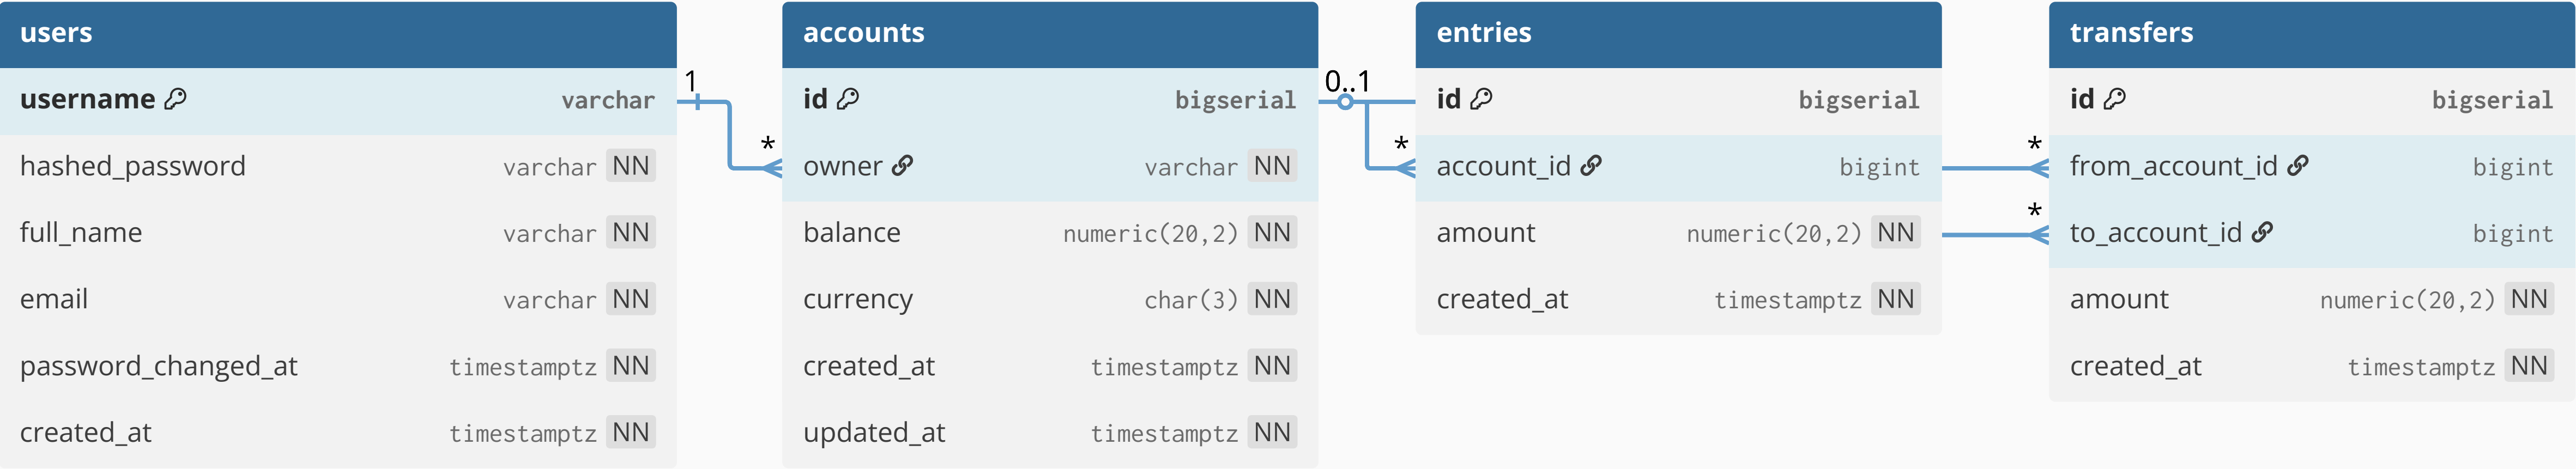 users
username varchar
hashed_password varchar NN
full_name varchar NN
email varchar NN
password_changed_at timestamptz NN
created_at timestamptz NN
1
*
accounts
id bigserial
owner varchar NN
balance numeric(20,2) NN
currency char(3) NN
created_at timestamptz NN
updated_at timestamptz NN
0..1
*
entries
id bigserial
account_id bigint
amount numeric(20,2) NN
created_at timestamptz NN
*
*
transfers
id bigserial
from_account_id bigint
to_account_id bigint
amount numeric(20,2) NN
created_at timestamptz NN